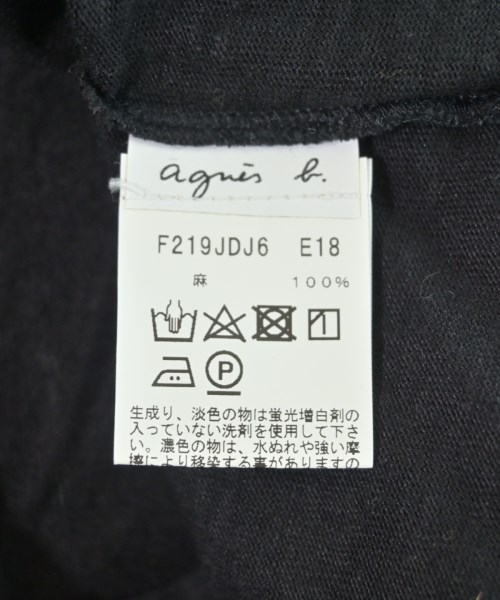 agnès b.
F219JDJ6 E18
麻 100%
P
生成り、淡色の物は蛍光増白剤の
入っていない洗剤を使用して下さ
い。濃色の物は、水ぬれや強い摩
擦により移染する事がありますの